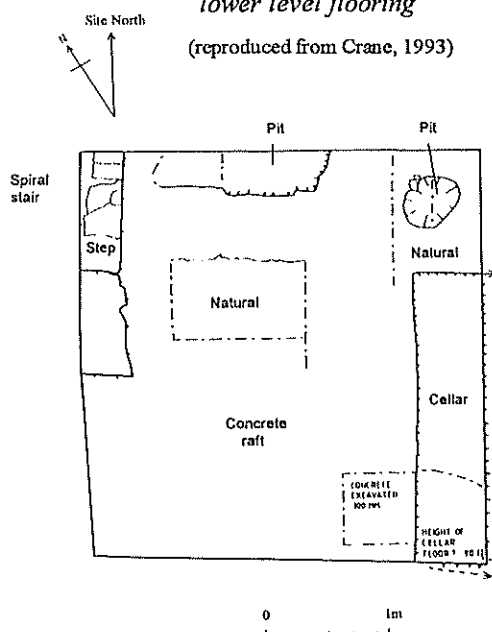 lower level flooring
(reproduced from Crane, 1993)
Site North
N
Pit
Pit
Spiral
stair
Step
Natural
Natural
Cellar
Concrete
raft
CONCRETE
EXCAVATED
100 MM
HEIGHT OF
CELLAR
FLOOR
0 1m